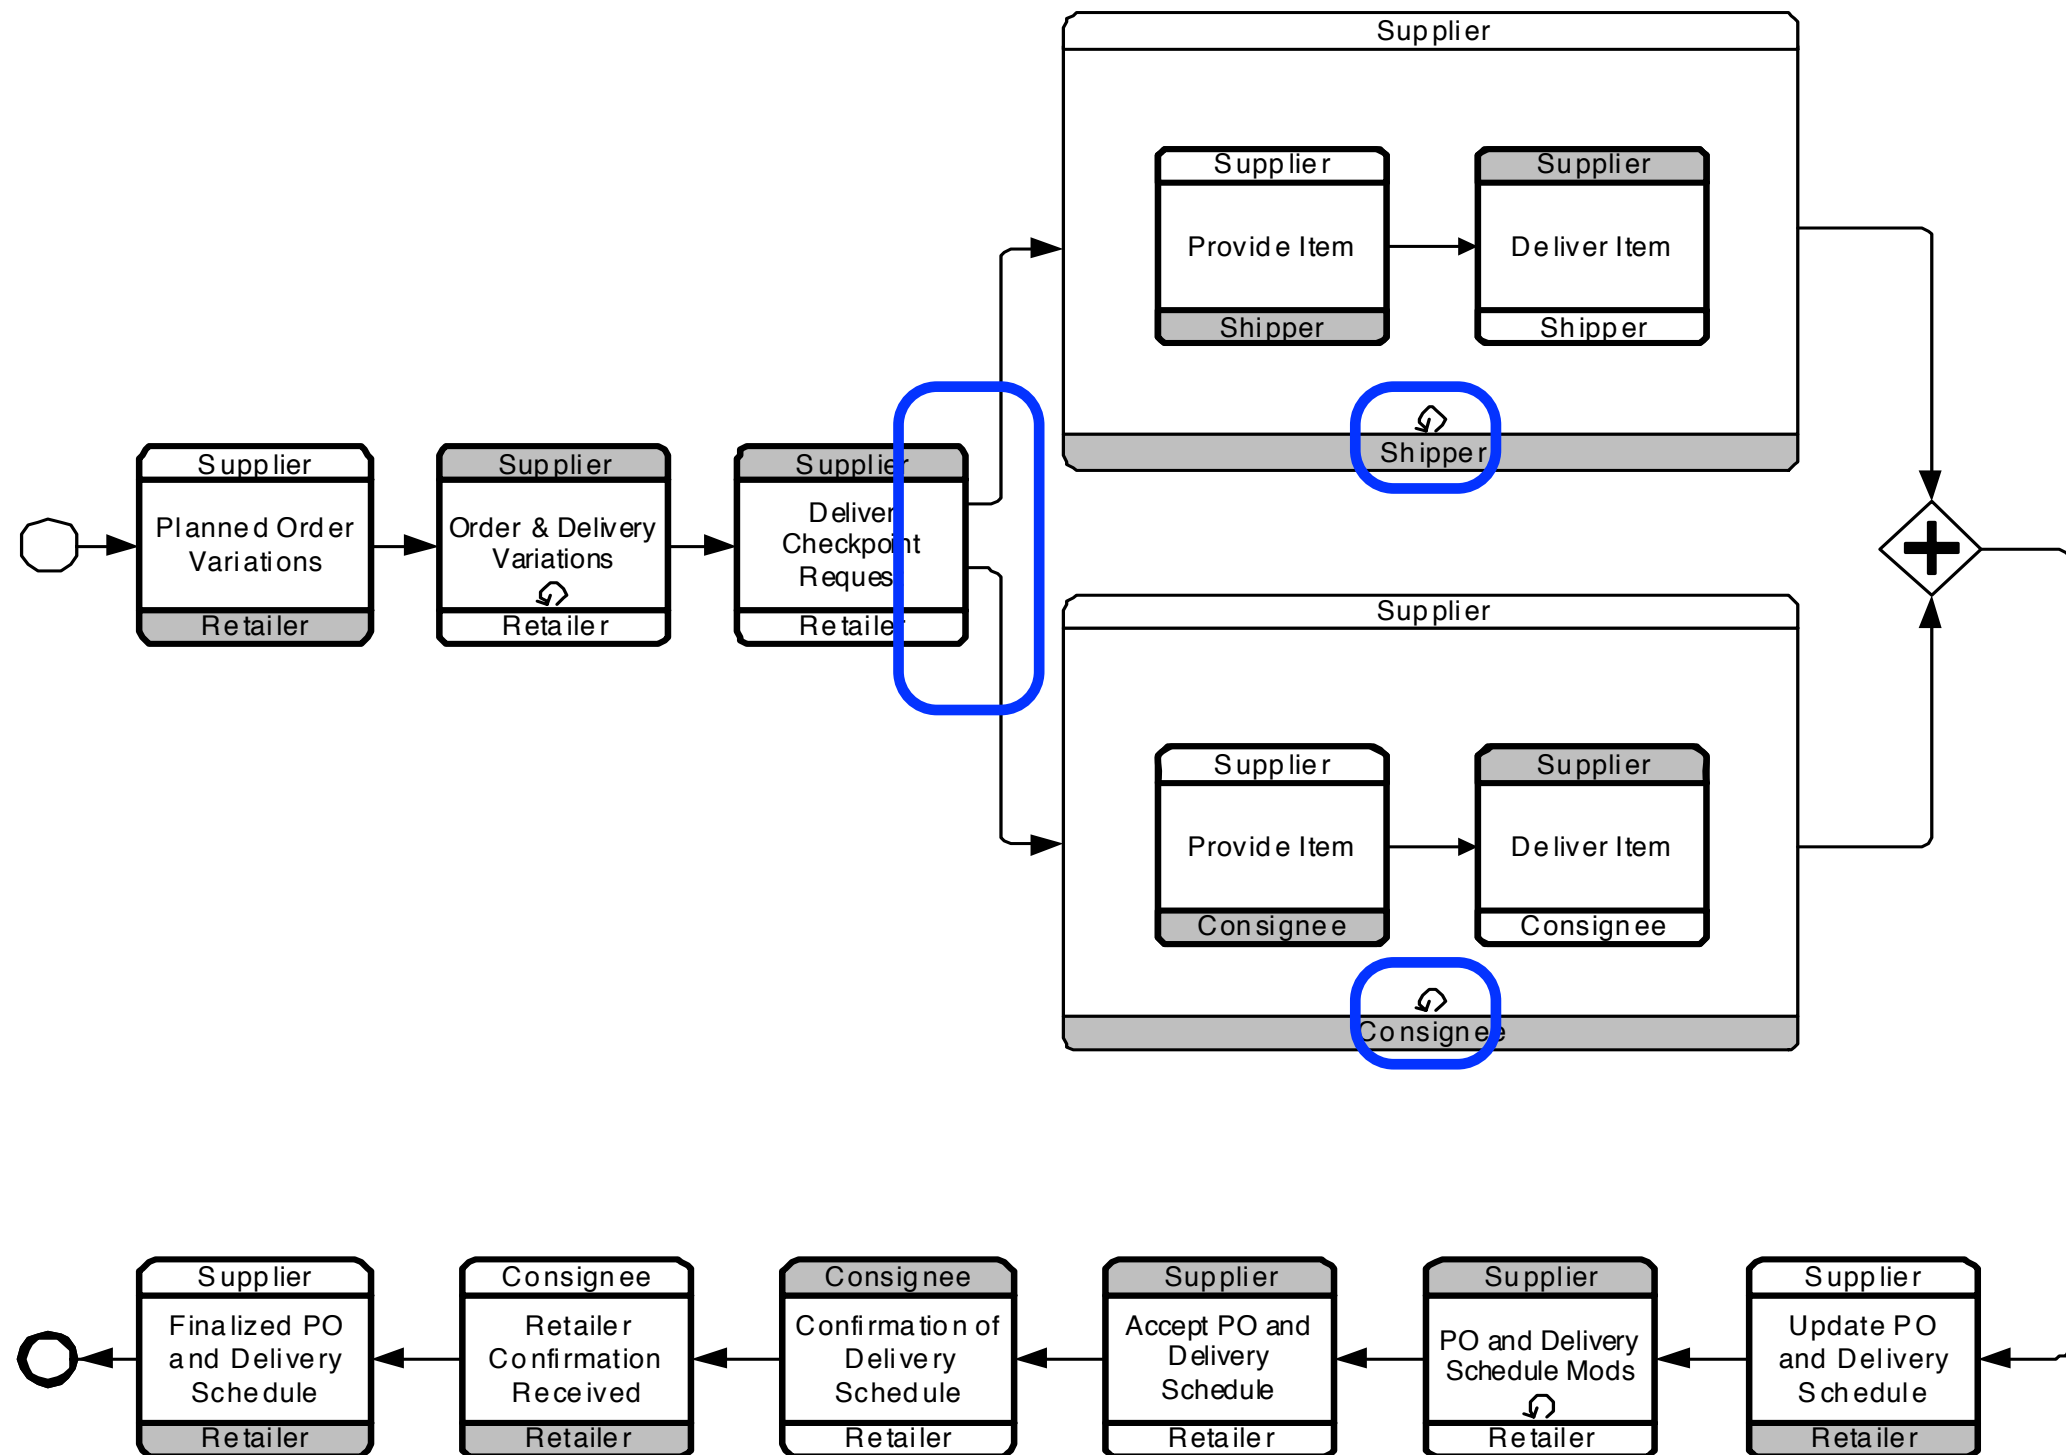 Supplier
Supplier
Provide Item
Shipper
Supplier
Deliver Item
Shipper
Shipper
Supplier
Planned Order
Variations
Retailer
Supplier
Order & Delivery
Variations
Retailer
Supplier
Deliver
Checkpoint
Request
Retailer
Supplier
Supplier
Provide Item
Consignee
Supplier
Deliver Item
Consignee
Consignee
Supplier
Finalized PO
and Delivery
Schedule
Retailer
Consignee
Retailer
Confirmation
Received
Retailer
Consignee
Confirmation of
Delivery
Schedule
Retailer
Supplier
Accept PO and
Delivery
Schedule
Retailer
Supplier
PO and Delivery
Schedule Mods
Retailer
Supplier
Update PO
and Delivery
Schedule
Retailer